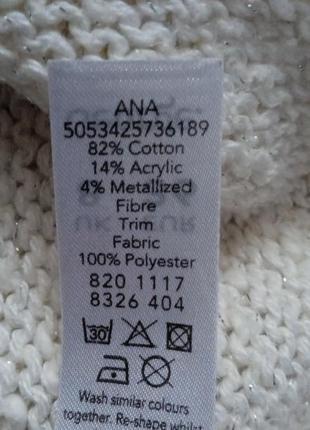 ANA
5053425736189
82% Cotton
14% Acrylic
4% Metallized
Fibre
Trim
Fabric
100% Polyester
820 1117
8326 404
30
Wash similar colours
together. Re-shape whilst